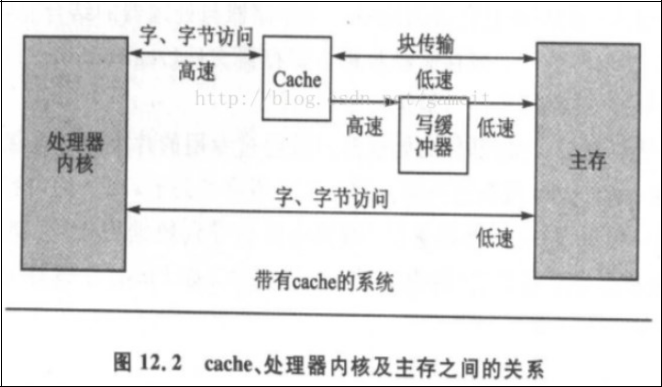 字、字节访问
高速
Cache
块传输
低速
http://blog.csdn.net/gameit
高速
写缓
冲器
低速
处理器
内核
主存
字、字节访问
低速
带有cache的系统
图 12.2 cache、处理器内核及主存之间的关系